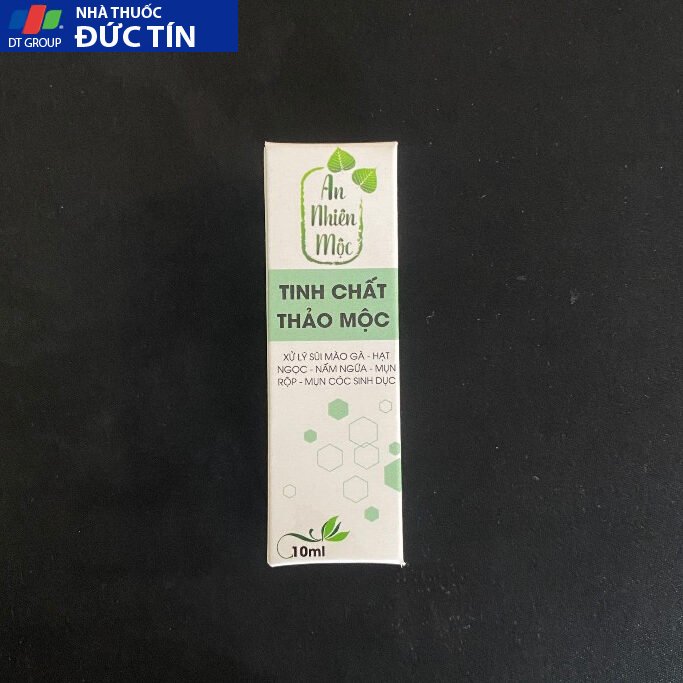 NHÀ THUỐC
ĐỨC TÍN
DT GROUP
An
Nhiên
Mộc
TINH CHẤT
THẢO MỘC
XỬ LÝ SÙI MÀO GÀ - HẠT
NGỌC - NẤM NGỨA - MỤN
RỘP - MỤN CÓC SINH DỤC
10ml